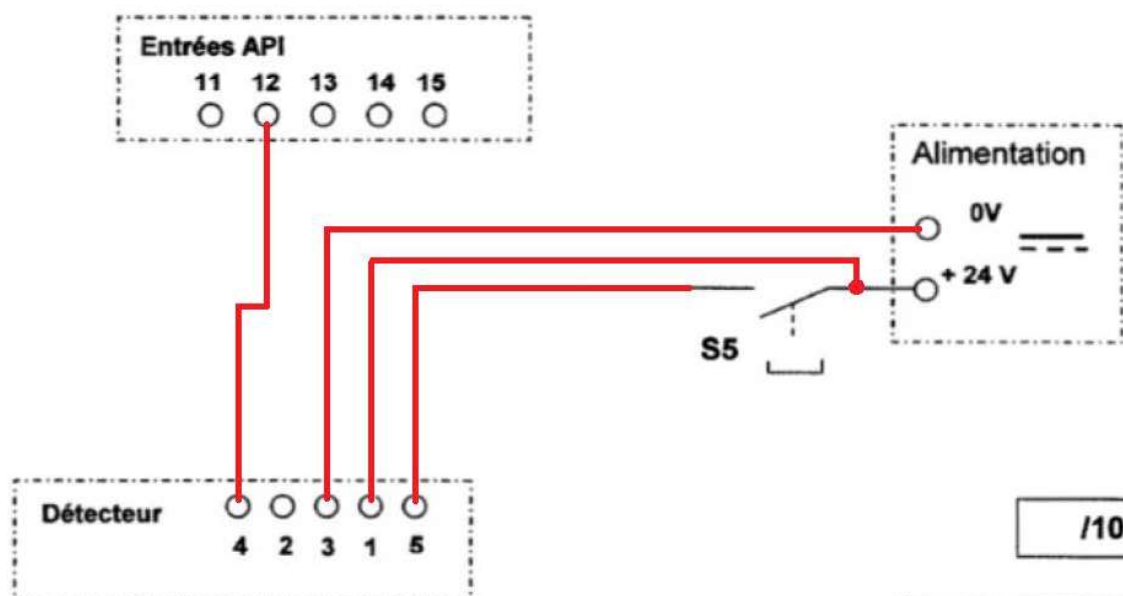 Entrées API
11 12 13 14 15
Alimentation
0V
+ 24 V
S5
Détecteur
4 2 3 1 5
/10